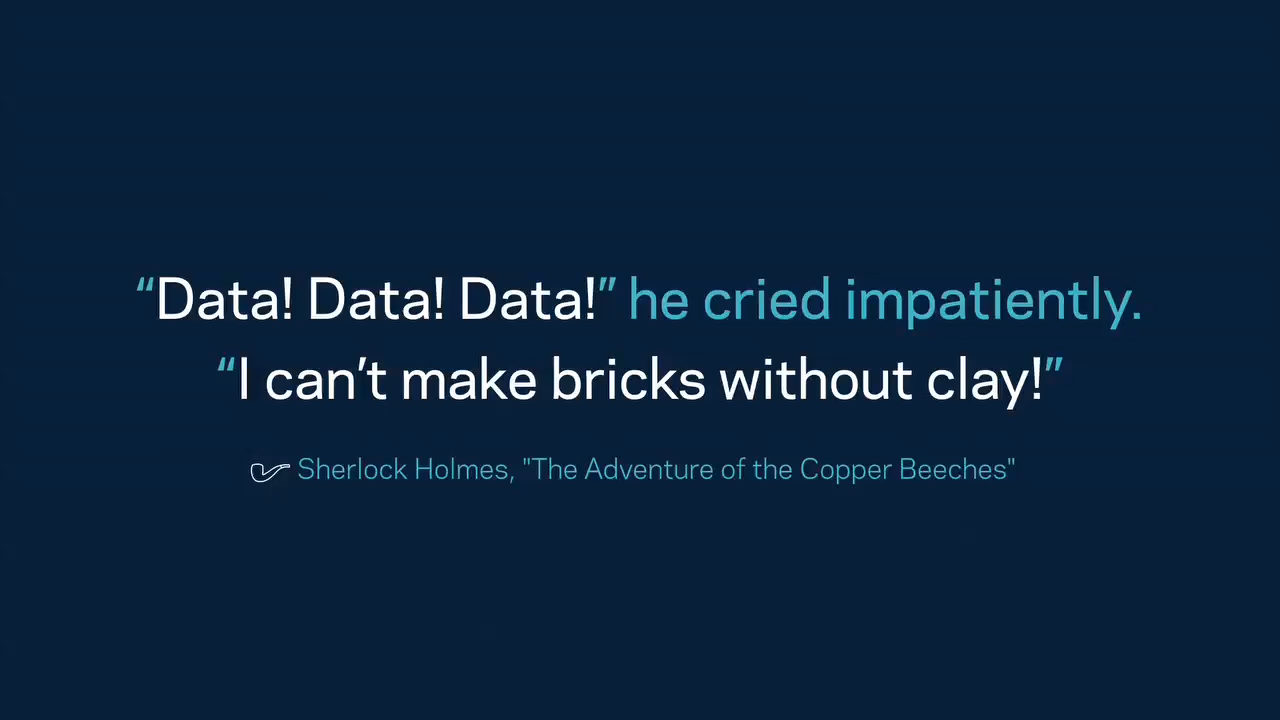 “Data! Data! Data!” he cried impatiently.
“I can’t make bricks without clay!”
Sherlock Holmes, "The Adventure of the Copper Beeches"